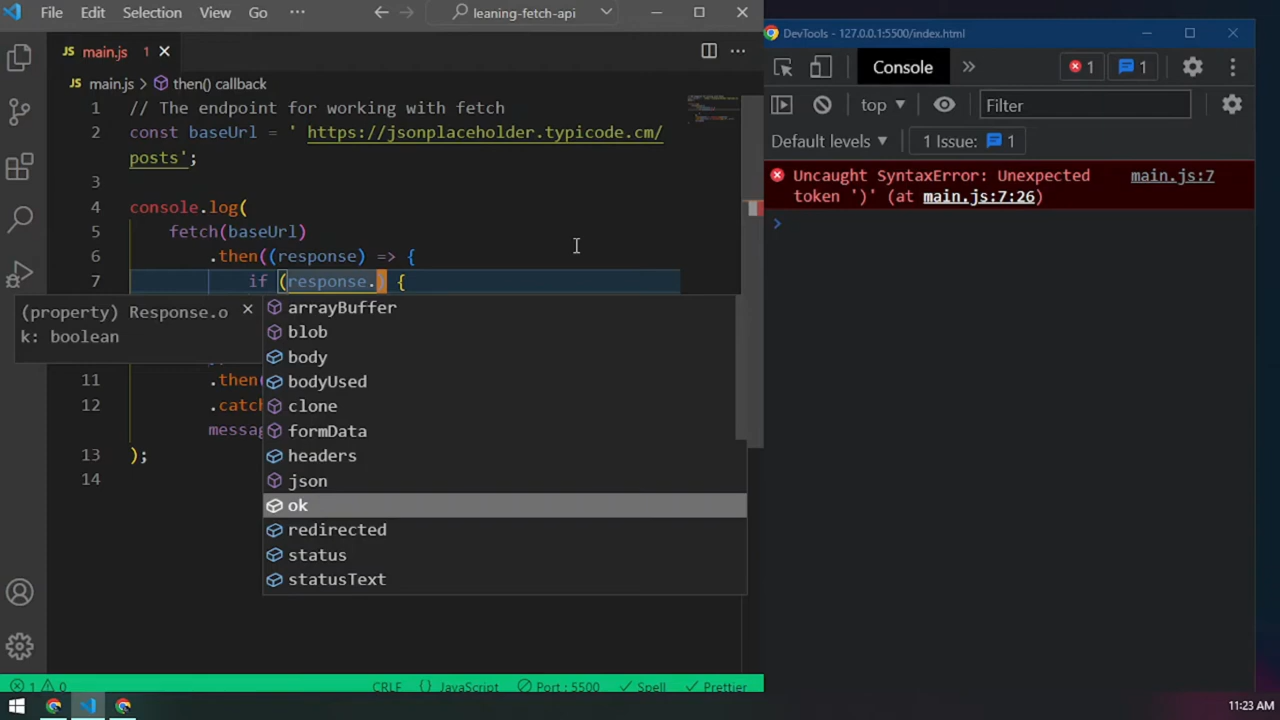 File Edit Selection View Go ··· leaning-fetch-api
DevTools - 127.0.0.1:5500/index.html
main.js 1
Console » 1 1
main.js > then() callback
top Filter
Default levels 1 Issue: 1
1 // The endpoint for working with fetch
2 const baseUrl = ' https://jsonplaceholder.typicode.cm/
posts';
3
4 console.log(
5 fetch(baseUrl)
6 .then((response) => {
7 if (response.) {
(property) Response.o
k: boolean
arrayBuffer
blob
body
bodyUsed
clone
formData
headers
json
ok
redirected
status
statusText
11 .then(
12 .catc
messag
13 );
14
Uncaught SyntaxError: Unexpected main.js:7
token ')' (at main.js:7:26)
>
1 0 CRLF {} JavaScript Port : 5500 Spell Prettier
11:23 AM